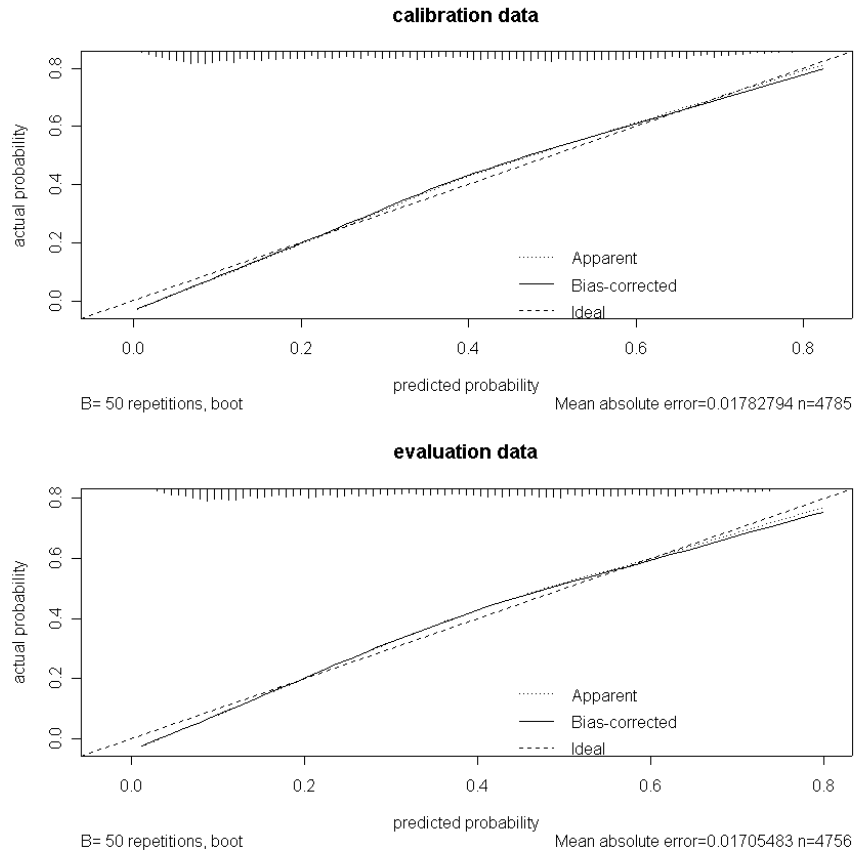 calibration data
0.8
0.6
0.4
0.2
0.0
actual probability
Apparent
Bias-corrected
Ideal
0.0 0.2 0.4 0.6 0.8
predicted probability
B= 50 repetitions, boot
Mean absolute error=0.01782794 n=4785
evaluation data
0.8
0.6
0.4
0.2
0.0
actual probability
Apparent
Bias-corrected
Ideal
0.0 0.2 0.4 0.6 0.8
predicted probability
B= 50 repetitions, boot
Mean absolute error=0.01705483 n=4756